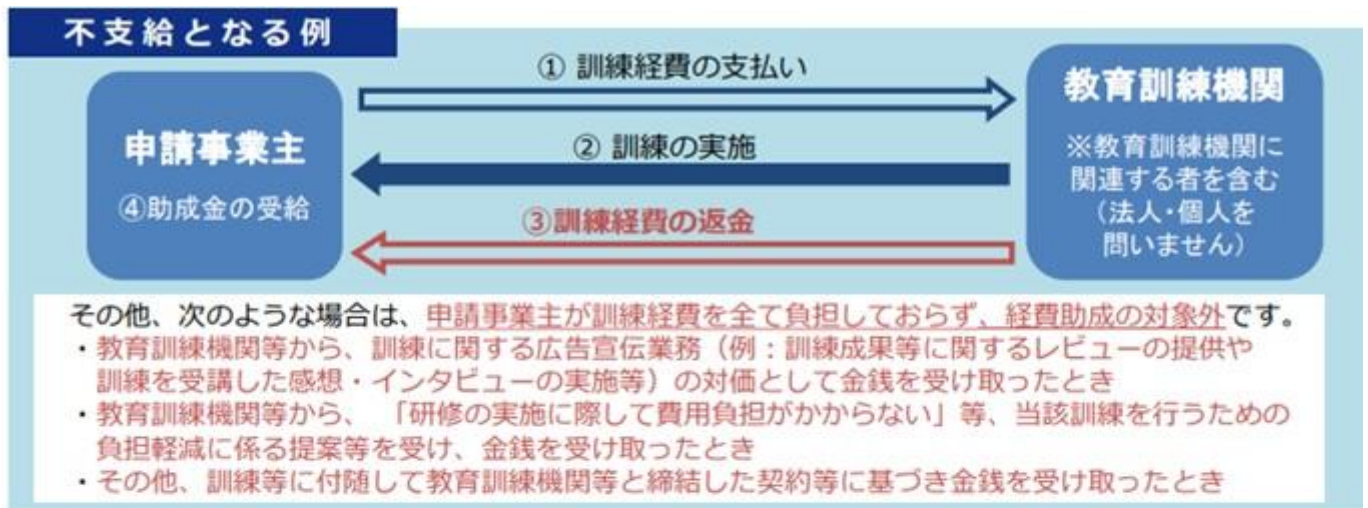 不支給となる例
① 訓練経費の支払い
申請事業主
④助成金の受給
② 訓練の実施
③訓練経費の返金
教育訓練機関
※教育訓練機関に
関連する者を含む
（法人・個人を
問いません）
その他、次のような場合は、申請事業主が訓練経費を全て負担しておらず、経費助成の対象外です。
・教育訓練機関等から、訓練に関する広告宣伝業務（例：訓練成果等に関するレビューの提供や
訓練を受講した感想・インタビューの実施等）の対価として金銭を受け取ったとき
・教育訓練機関等から、「研修の実施に際して費用負担がかからない」等、当該訓練を行うための
負担軽減に係る提案等を受け、金銭を受け取ったとき
・その他、訓練等に付随して教育訓練機関等と締結した契約等に基づき金銭を受け取ったとき